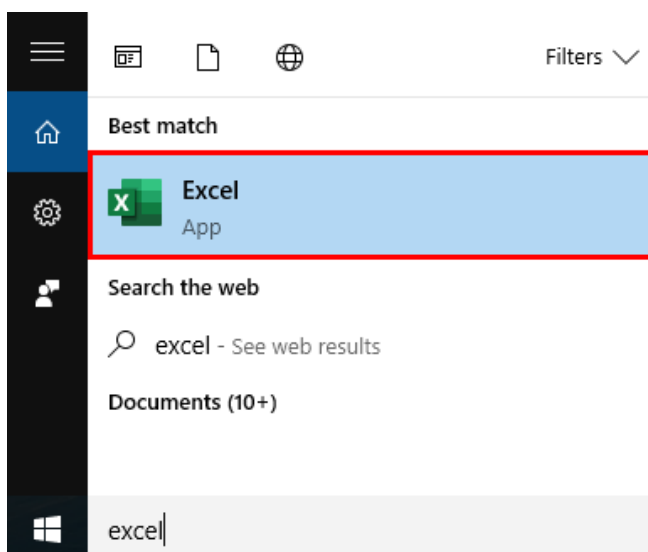 Filters
Best match
Excel
App
Search the web
excel - See web results
Documents (10+)
excel